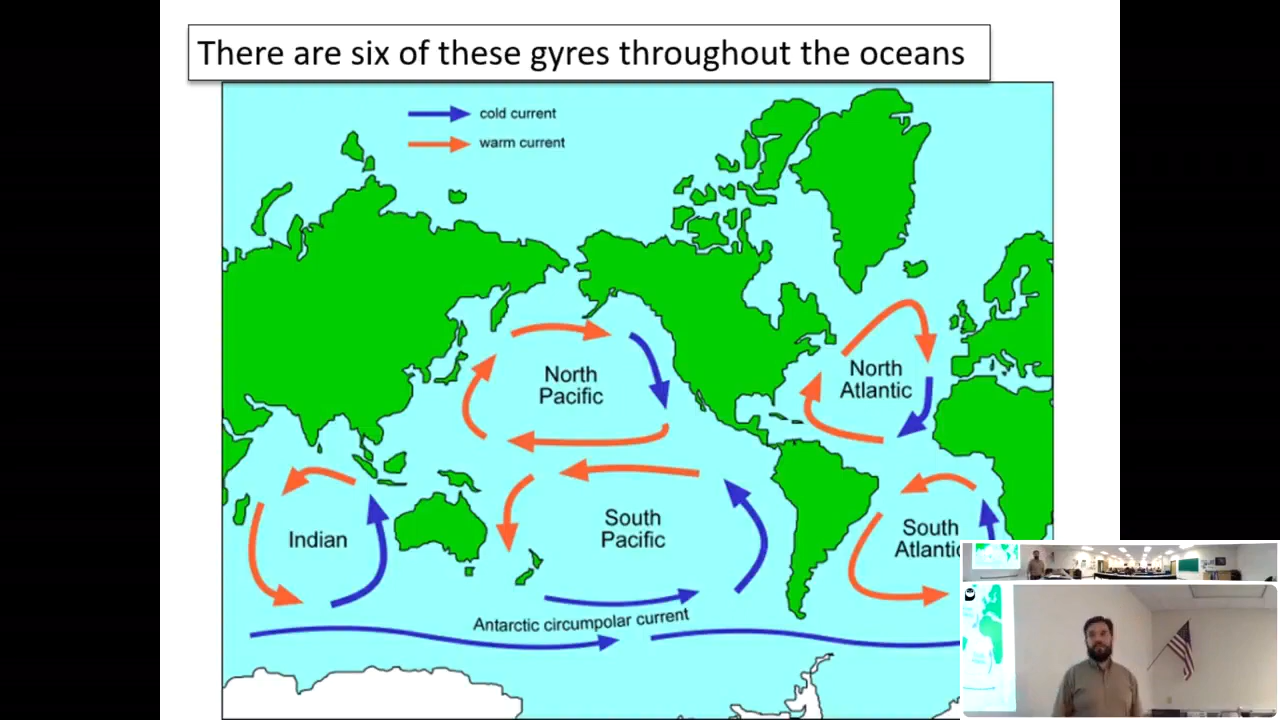 There are six of these gyres throughout the oceans
cold current
warm current
North
Pacific
North
Atlantic
Indian
South
Pacific
South
Atlantic
Antarctic circumpolar current